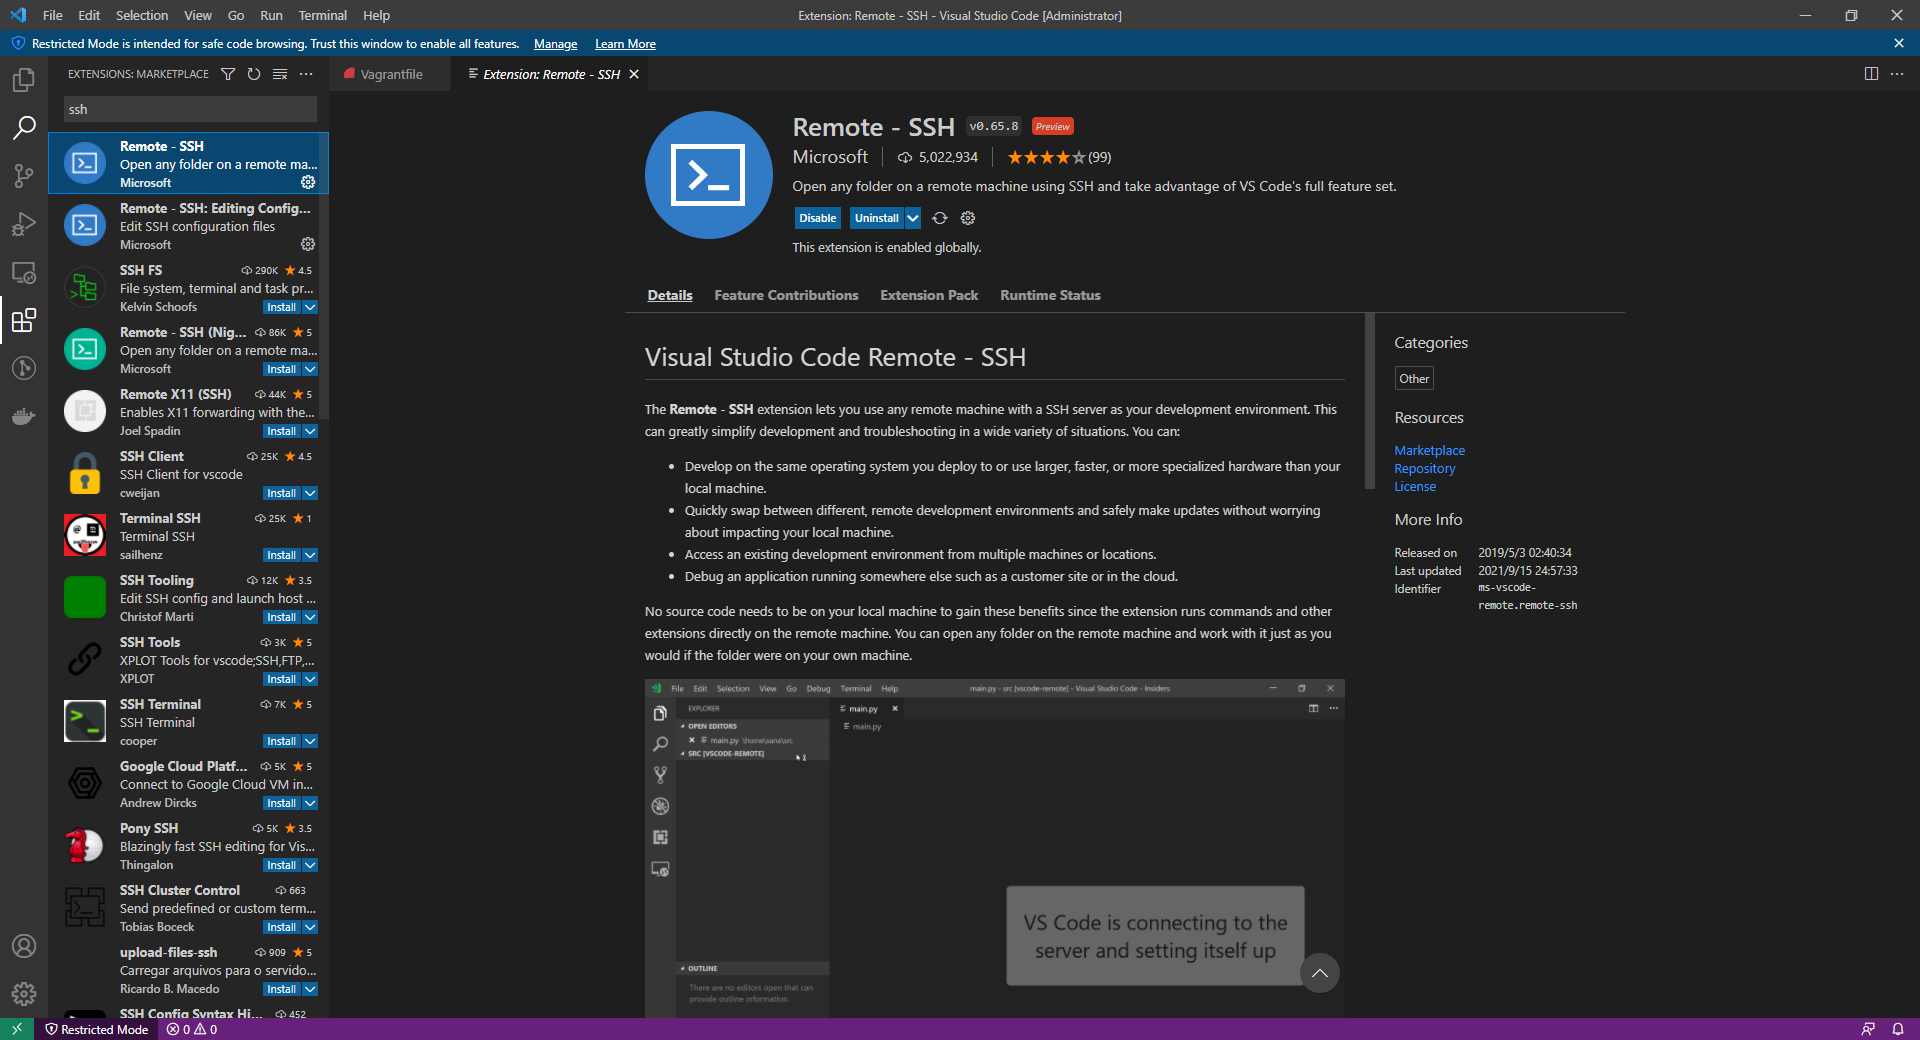 File Edit Selection View Go Run Terminal Help
Extension: Remote - SSH - Visual Studio Code [Administrator]
Restricted Mode is intended for safe code browsing. Trust this window to enable all features. Manage Learn More
EXTENSIONS: MARKETPLACE
ssh
Remote - SSH
Open any folder on a remote ma...
Microsoft
Remote - SSH: Editing Config...
Edit SSH configuration files
Microsoft
SSH FS 290K 4.5
File system, terminal and task pr...
Kelvin Schoofs Install
Remote - SSH (Nig... 86K 5
Open any folder on a remote ma...
Microsoft Install
Remote X11 (SSH) 44K 5
Enables X11 forwarding with the...
Joel Spadin Install
SSH Client 25K 4.5
SSH Client for vscode
cweijan Install
Terminal SSH 25K 1
Terminal SSH
sailhenz Install
SSH Tooling 12K 3.5
Edit SSH config and launch host ...
Christof Marti Install
SSH Tools 3K 5
XPLOT Tools for vscode;SSH,FTP,...
XPLOT Install
SSH Terminal 7K 5
SSH Terminal
cooper Install
Google Cloud Platf... 5K 5
Connect to Google Cloud VM in...
Andrew Dircks Install
Pony SSH 5K 3.5
Blazingly fast SSH editing for Vis...
Thingalon Install
SSH Cluster Control 663
Send predefined or custom term...
Tobias Boceck Install
upload-files-ssh 909 5
Carregar arquivos para o servido...
Ricardo B. Macedo Install
SSH Config Syntax Hi... 452
Vagrantfile
Extension: Remote - SSH
Remote - SSH v0.65.8 Preview
Microsoft 5,022,934 (99)
Open any folder on a remote machine using SSH and take advantage of VS Code's full feature set.
Disable Uninstall
This extension is enabled globally.
Details Feature Contributions Extension Pack Runtime Status
Visual Studio Code Remote - SSH
The Remote - SSH extension lets you use any remote machine with a SSH server as your development environment. This
can greatly simplify development and troubleshooting in a wide variety of situations. You can:
• Develop on the same operating system you deploy to or use larger, faster, or more specialized hardware than your
local machine.
• Quickly swap between different, remote development environments and safely make updates without worrying
about impacting your local machine.
• Access an existing development environment from multiple machines or locations.
• Debug an application running somewhere else such as a customer site or in the cloud.
No source code needs to be on your local machine to gain these benefits since the extension runs commands and other
extensions directly on the remote machine. You can open any folder on the remote machine and work with it just as you
would if the folder were on your own machine.
File Edit Selection View Go Debug Terminal Help
main.py - src [vscode-remote] - Visual Studio Code - Insiders
EXPLORER
OPEN EDITORS
main.py \home\sana\src
SRC [VSCODE-REMOTE]
main.py
main.py
VS Code is connecting to the
server and setting itself up
OUTLINE
There are no editors open that can
provide outline information.
Categories
Other
Resources
Marketplace
Repository
License
More Info
Released on 2019/5/3 02:40:34
Last updated 2021/9/15 24:57:33
Identifier ms-vscode-
remote.remote-ssh
Restricted Mode 0 0